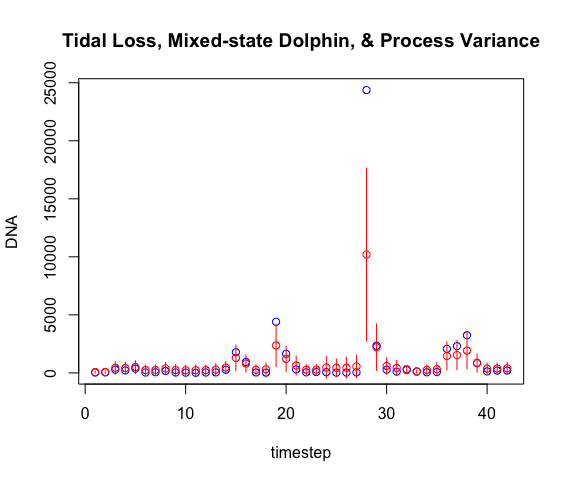 Tidal Loss, Mixed-state Dolphin, & Process Variance
DNA
25000
20000
15000
10000
5000
0
0 10 20 30 40
timestep